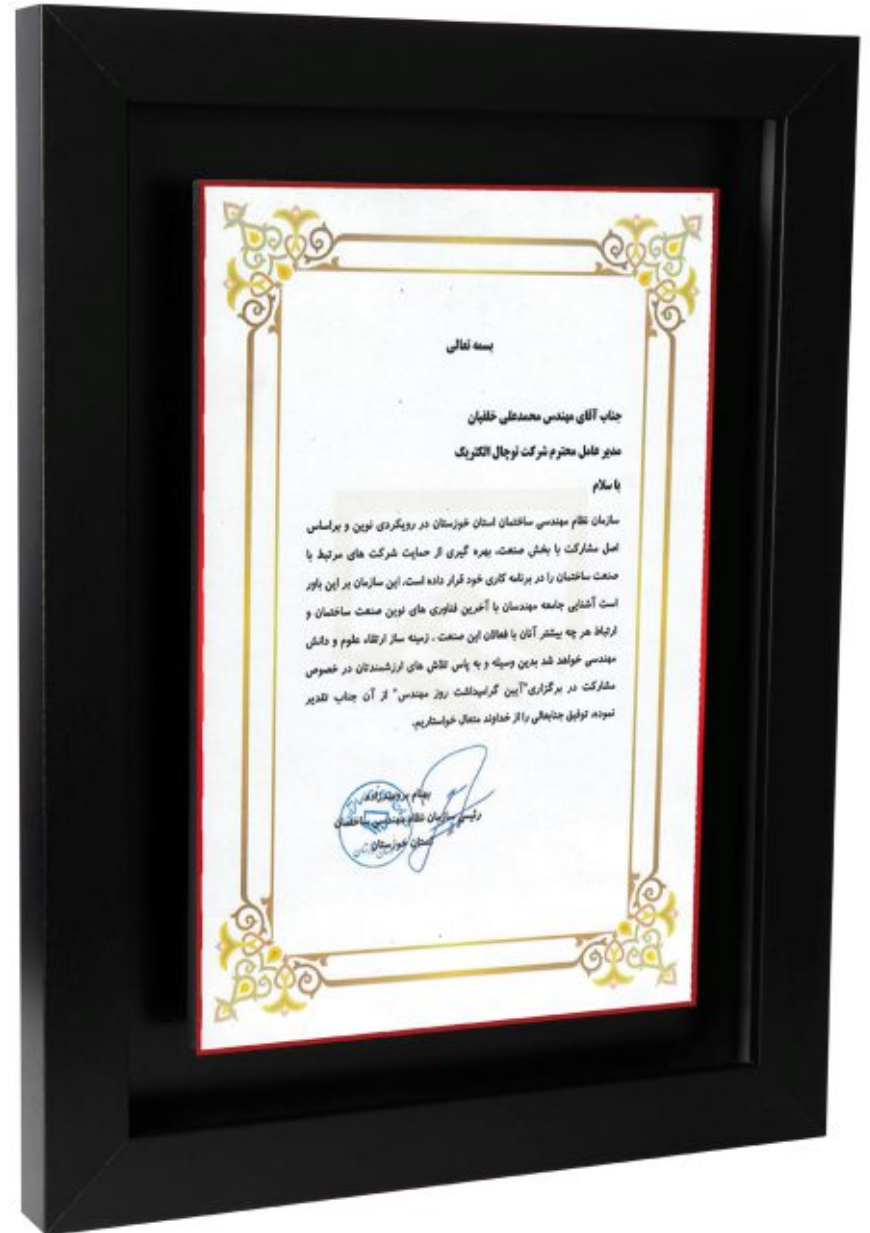 بسمه تعالی
جناب آقای مهندس محمدعلی خلفیان
مدیر عامل محترم شرکت توچال الکتریک
با سلام
سازمان نظام مهندسی ساختمان استان خوزستان در رویکردی نوین و براساس
اصل مشارکت با بخش صنعت، بهره گیری از حمایت شرکت های مرتبط با
صنعت ساختمان را در برنامه کاری خود قرار داده است، این سازمان بر این باور
است آشنایی جامعه مهندسان با آخرین فناوری های نوین صنعت ساختمان و
ارتباط هر چه بیشتر آنان با فعالان این صنعت ، زمینه ساز ارتقاء علوم و دانش
مهندسی خواهد شد بدین وسیله و به پاس تلاش های ارزشمندتان در خصوص
مشارکت در برگزاری"آیین گرامیداشت روز مهندس" از آن جناب تقدیر
نموده، توفیق جنابعالی را از خداوند متعال خواستاریم.
بهنام برومندزاده
رئیس سازمان نظام مهندسی ساختمان
استان خوزستان